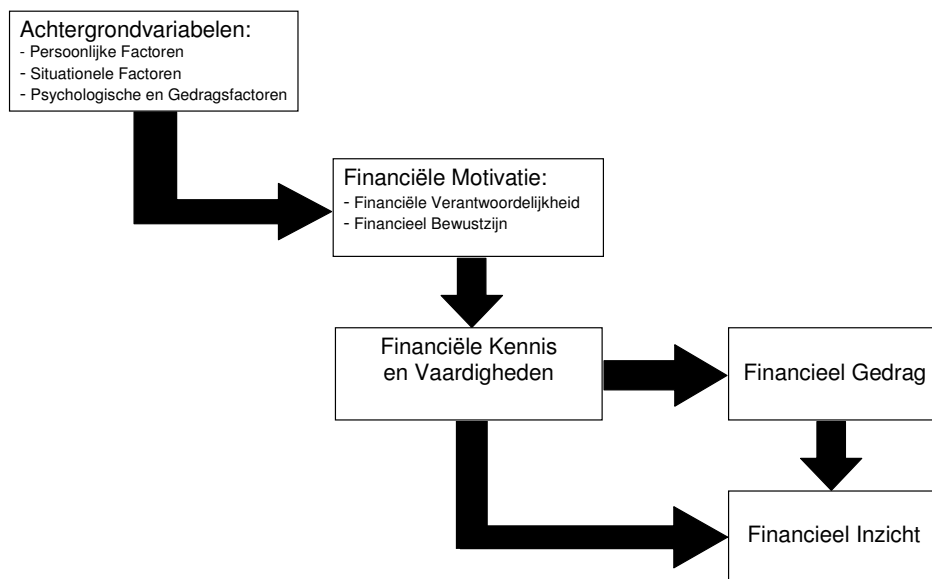 Achtergrondvariabelen:
- Persoonlijke Factoren
- Situationele Factoren
- Psychologische en Gedragsfactoren
Financiële Motivatie:
- Financiële Verantwoordelijkheid
- Financieel Bewustzijn
Financiële Kennis
en Vaardigheden
Financieel Gedrag
Financieel Inzicht